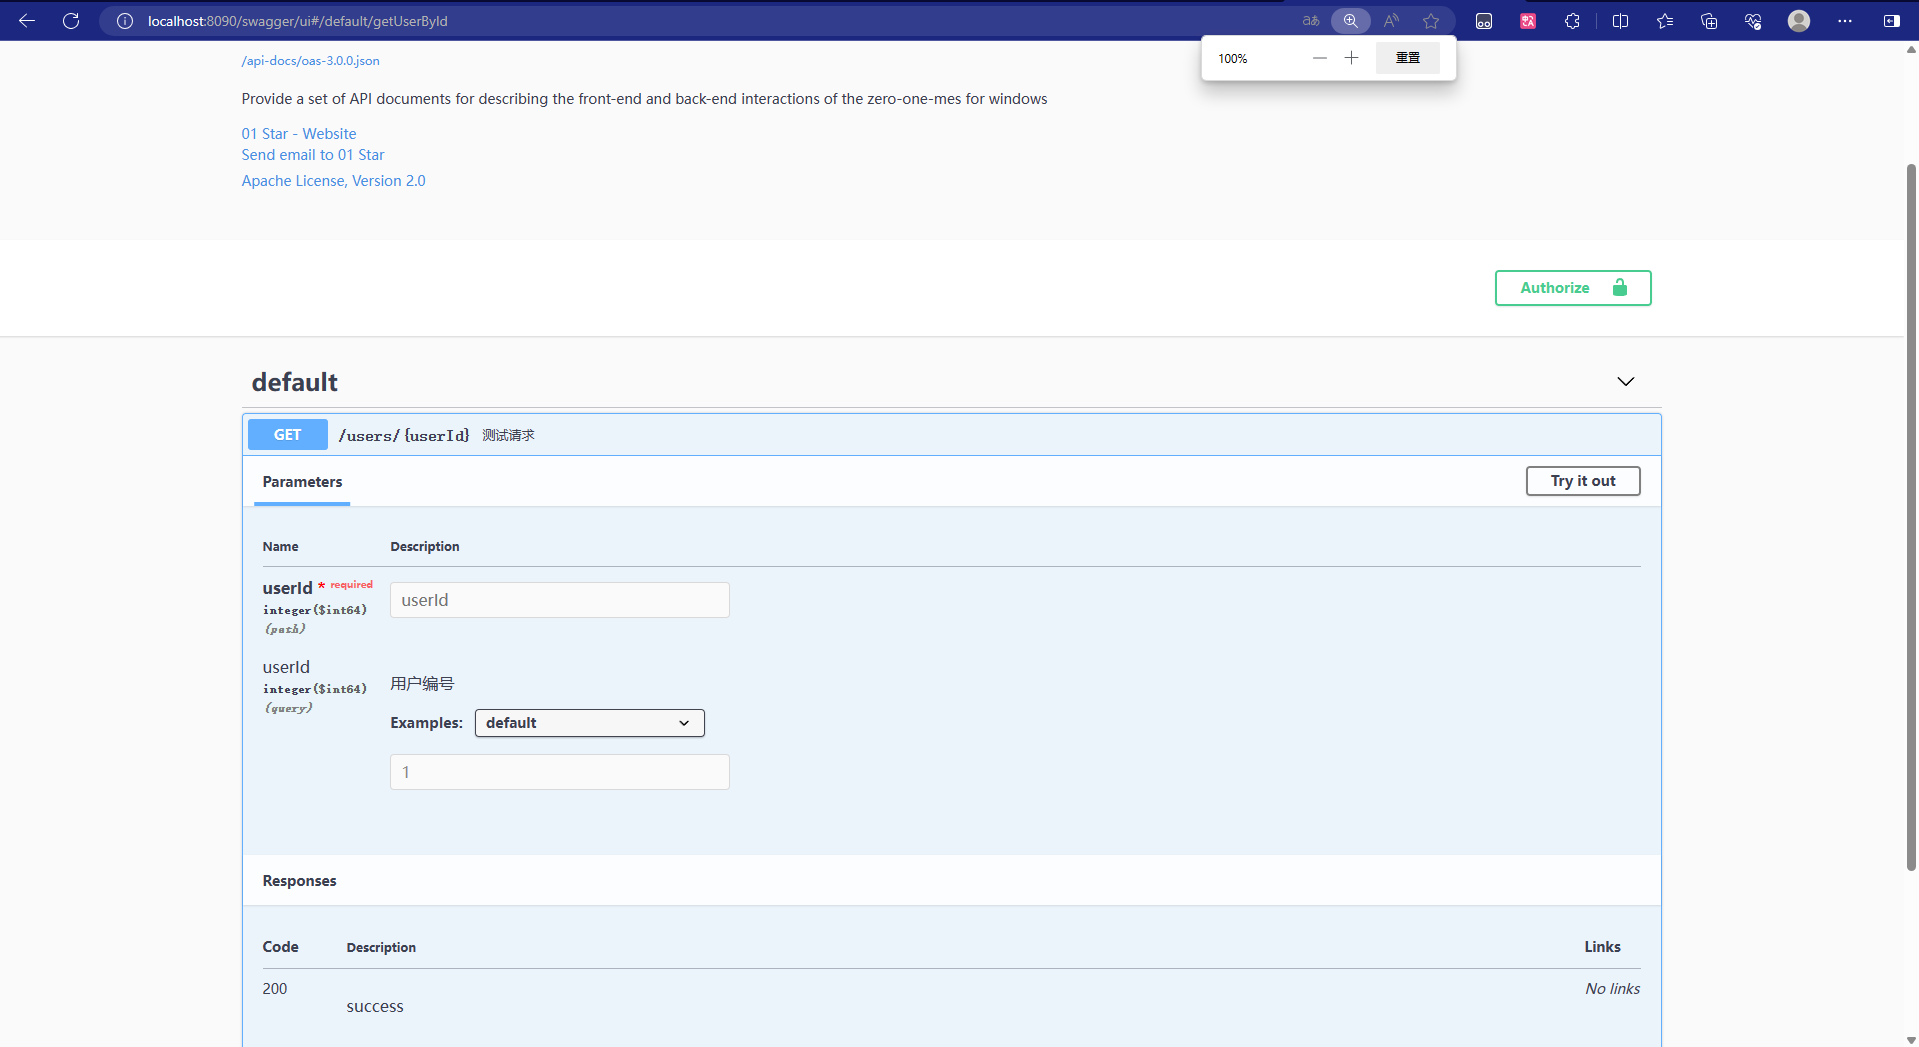 localhost:8090/swagger/ui#/default/getUserById
100%
重置
/api-docs/oas-3.0.0.json
Provide a set of API documents for describing the front-end and back-end interactions of the zero-one-mes for windows
01 Star - Website
Send email to 01 Star
Apache License, Version 2.0
Authorize
default
GET /users/{userId} 测试请求
Parameters
Try it out
Name Description
userId * required
userId
integer($int64)
(path)
userId
integer($int64)
(query)
用户编号
Examples: default
1
Responses
Code Description Links
200
success
No links